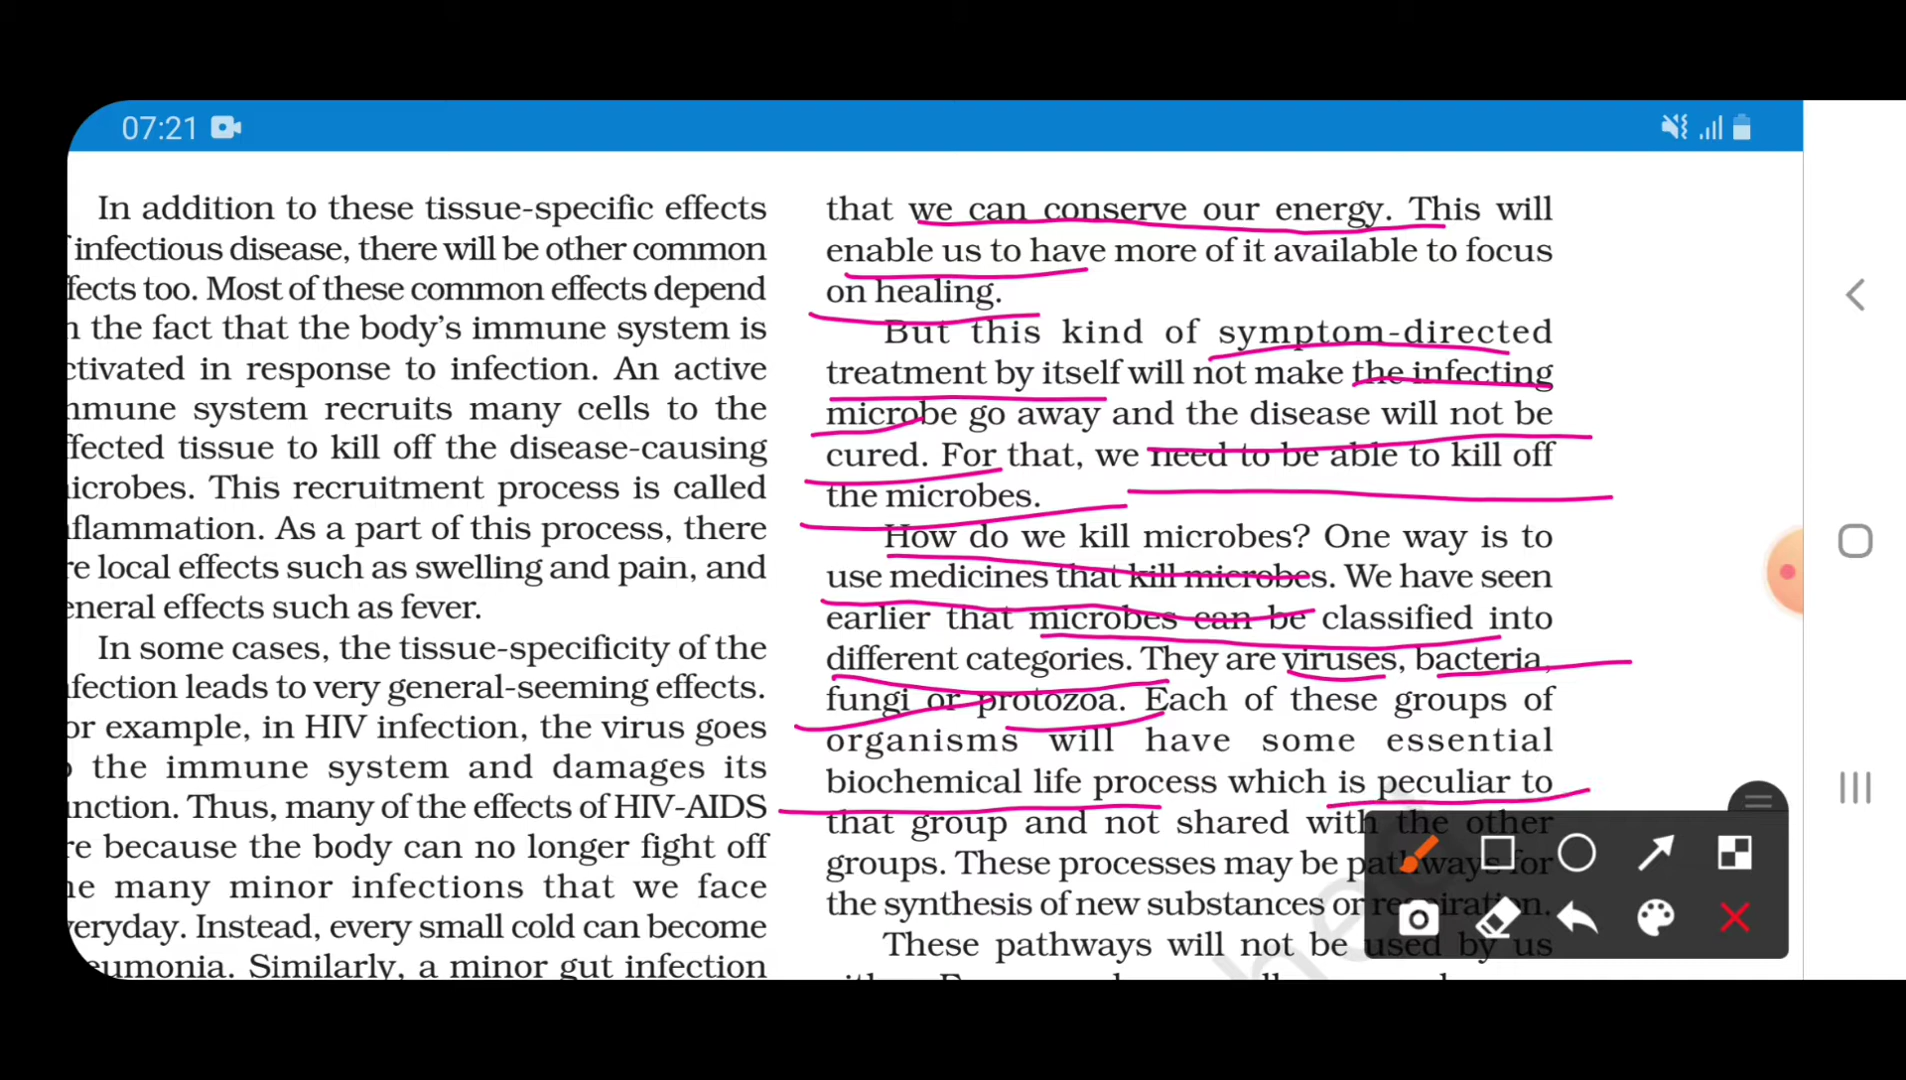 07:21
In addition to these tissue-specific effects
infectious disease, there will be other common
fects too. Most of these common effects depend
n the fact that the body's immune system is
ctivated in response to infection. An active
mmune system recruits many cells to the
ffected tissue to kill off the disease-causing
icrobes. This recruitment process is called
nflammation. As a part of this process, there
re local effects such as swelling and pain, and
eneral effects such as fever.
In some cases, the tissue-specificity of the
nfection leads to very general-seeming effects.
or example, in HIV infection, the virus goes
the immune system and damages its
unction. Thus, many of the effects of HIV-AIDS
re because the body can no longer fight off
he many minor infections that we face
veryday. Instead, every small cold can become
eumonia. Similarly, a minor gut infection
that we can conserve our energy. This will
enable us to have more of it available to focus
on healing.
But this kind of symptom-directed
treatment by itself will not make the infecting
microbe go away and the disease will not be
cured. For that, we need to be able to kill off
the microbes.
How do we kill microbes? One way is to
use medicines that kill microbes. We have seen
earlier that microbes can be classified into
different categories. They are viruses, bacteria,
fungi or protozoa. Each of these groups of
organisms will have some essential
biochemical life process which is peculiar to
that group and not shared with the other
groups. These processes may be pathways for
the synthesis of new substances or respiration.
These pathways will not be used by us